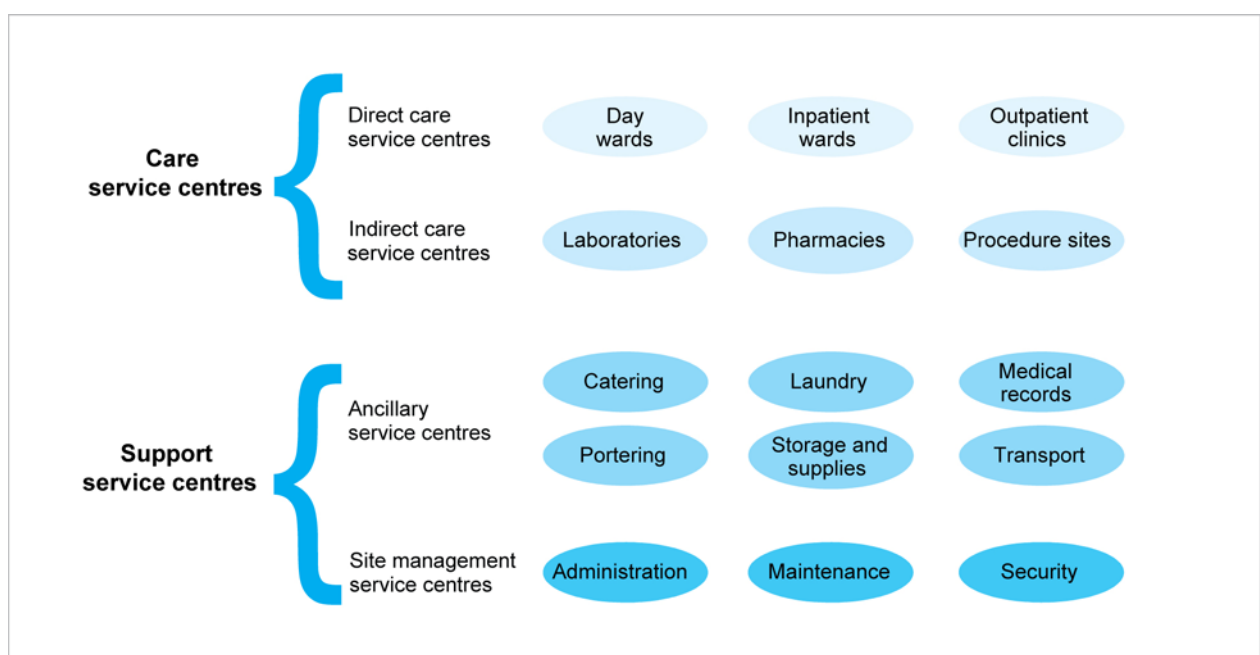 Care
service centres
Direct care
service centres
Day
wards
Inpatient
wards
Outpatient
clinics
Indirect care
service centres
Laboratories
Pharmacies
Procedure sites
Support
service centres
Ancillary
service centres
Catering
Laundry
Medical
records
Portering
Storage and
supplies
Transport
Site management
service centres
Administration
Maintenance
Security